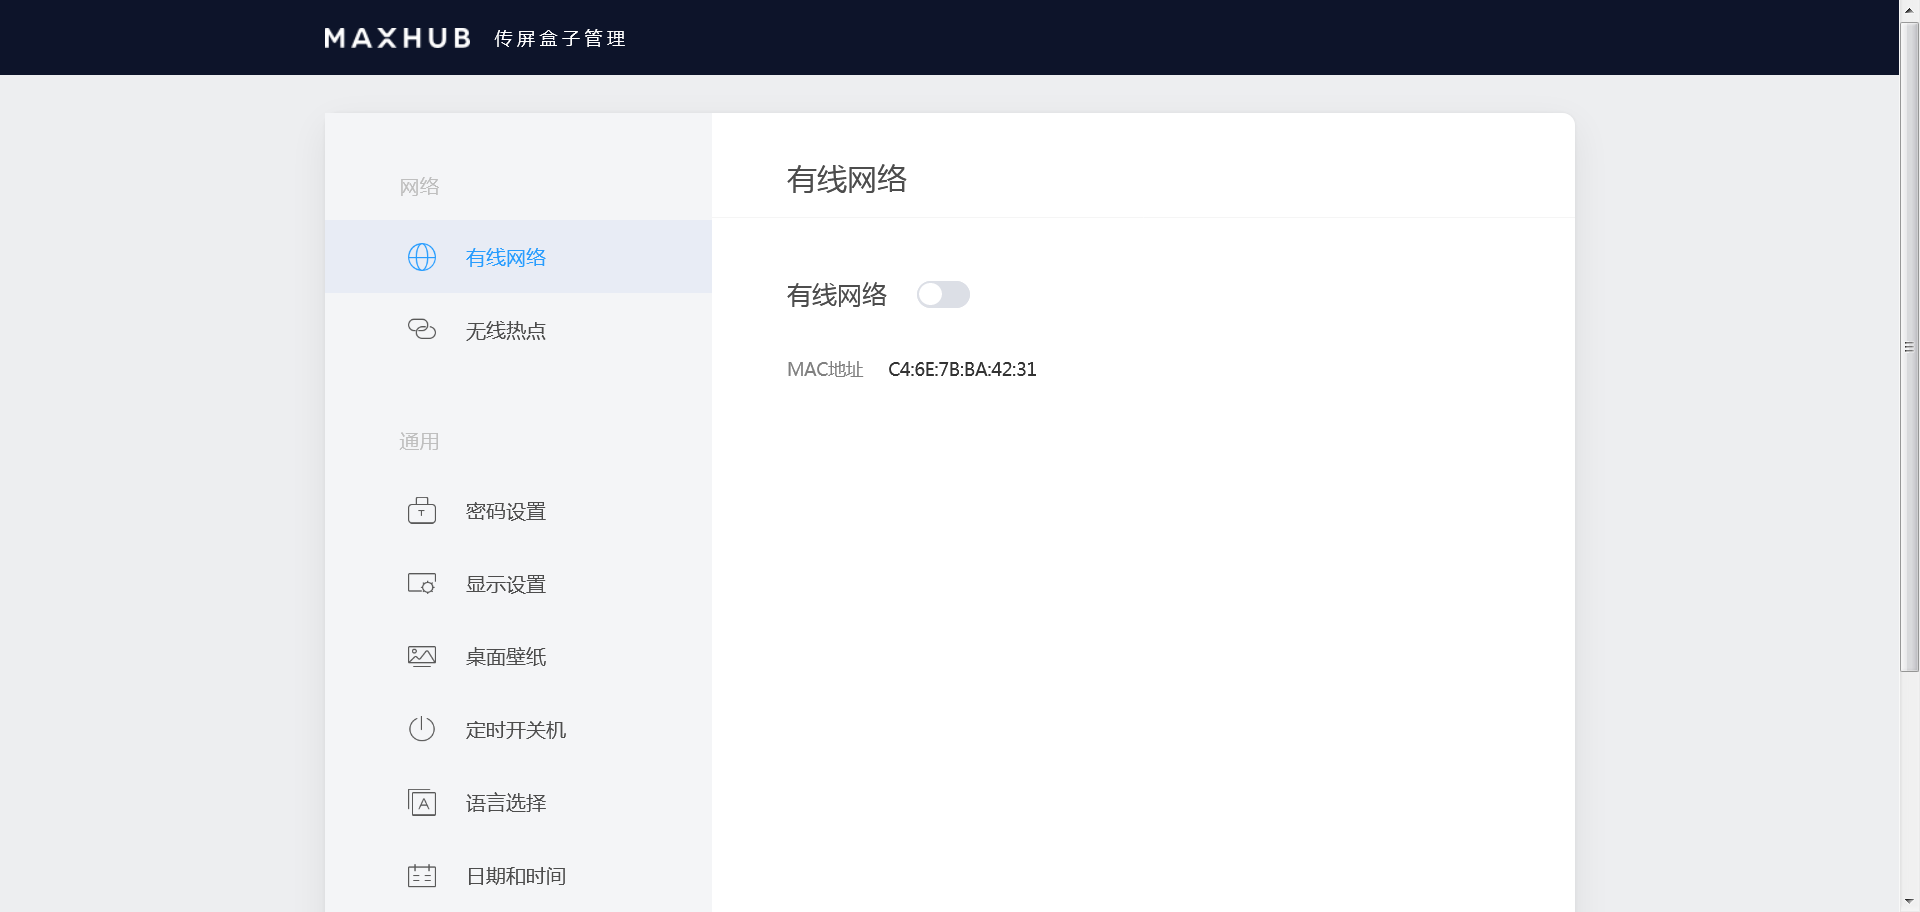 MAXHUB 传屏盒子管理
网络
有线网络
无线热点
通用
密码设置
显示设置
桌面壁纸
定时开关机
语言选择
日期和时间
有线网络
有线网络
MAC地址 C4:6E:7B:BA:42:31